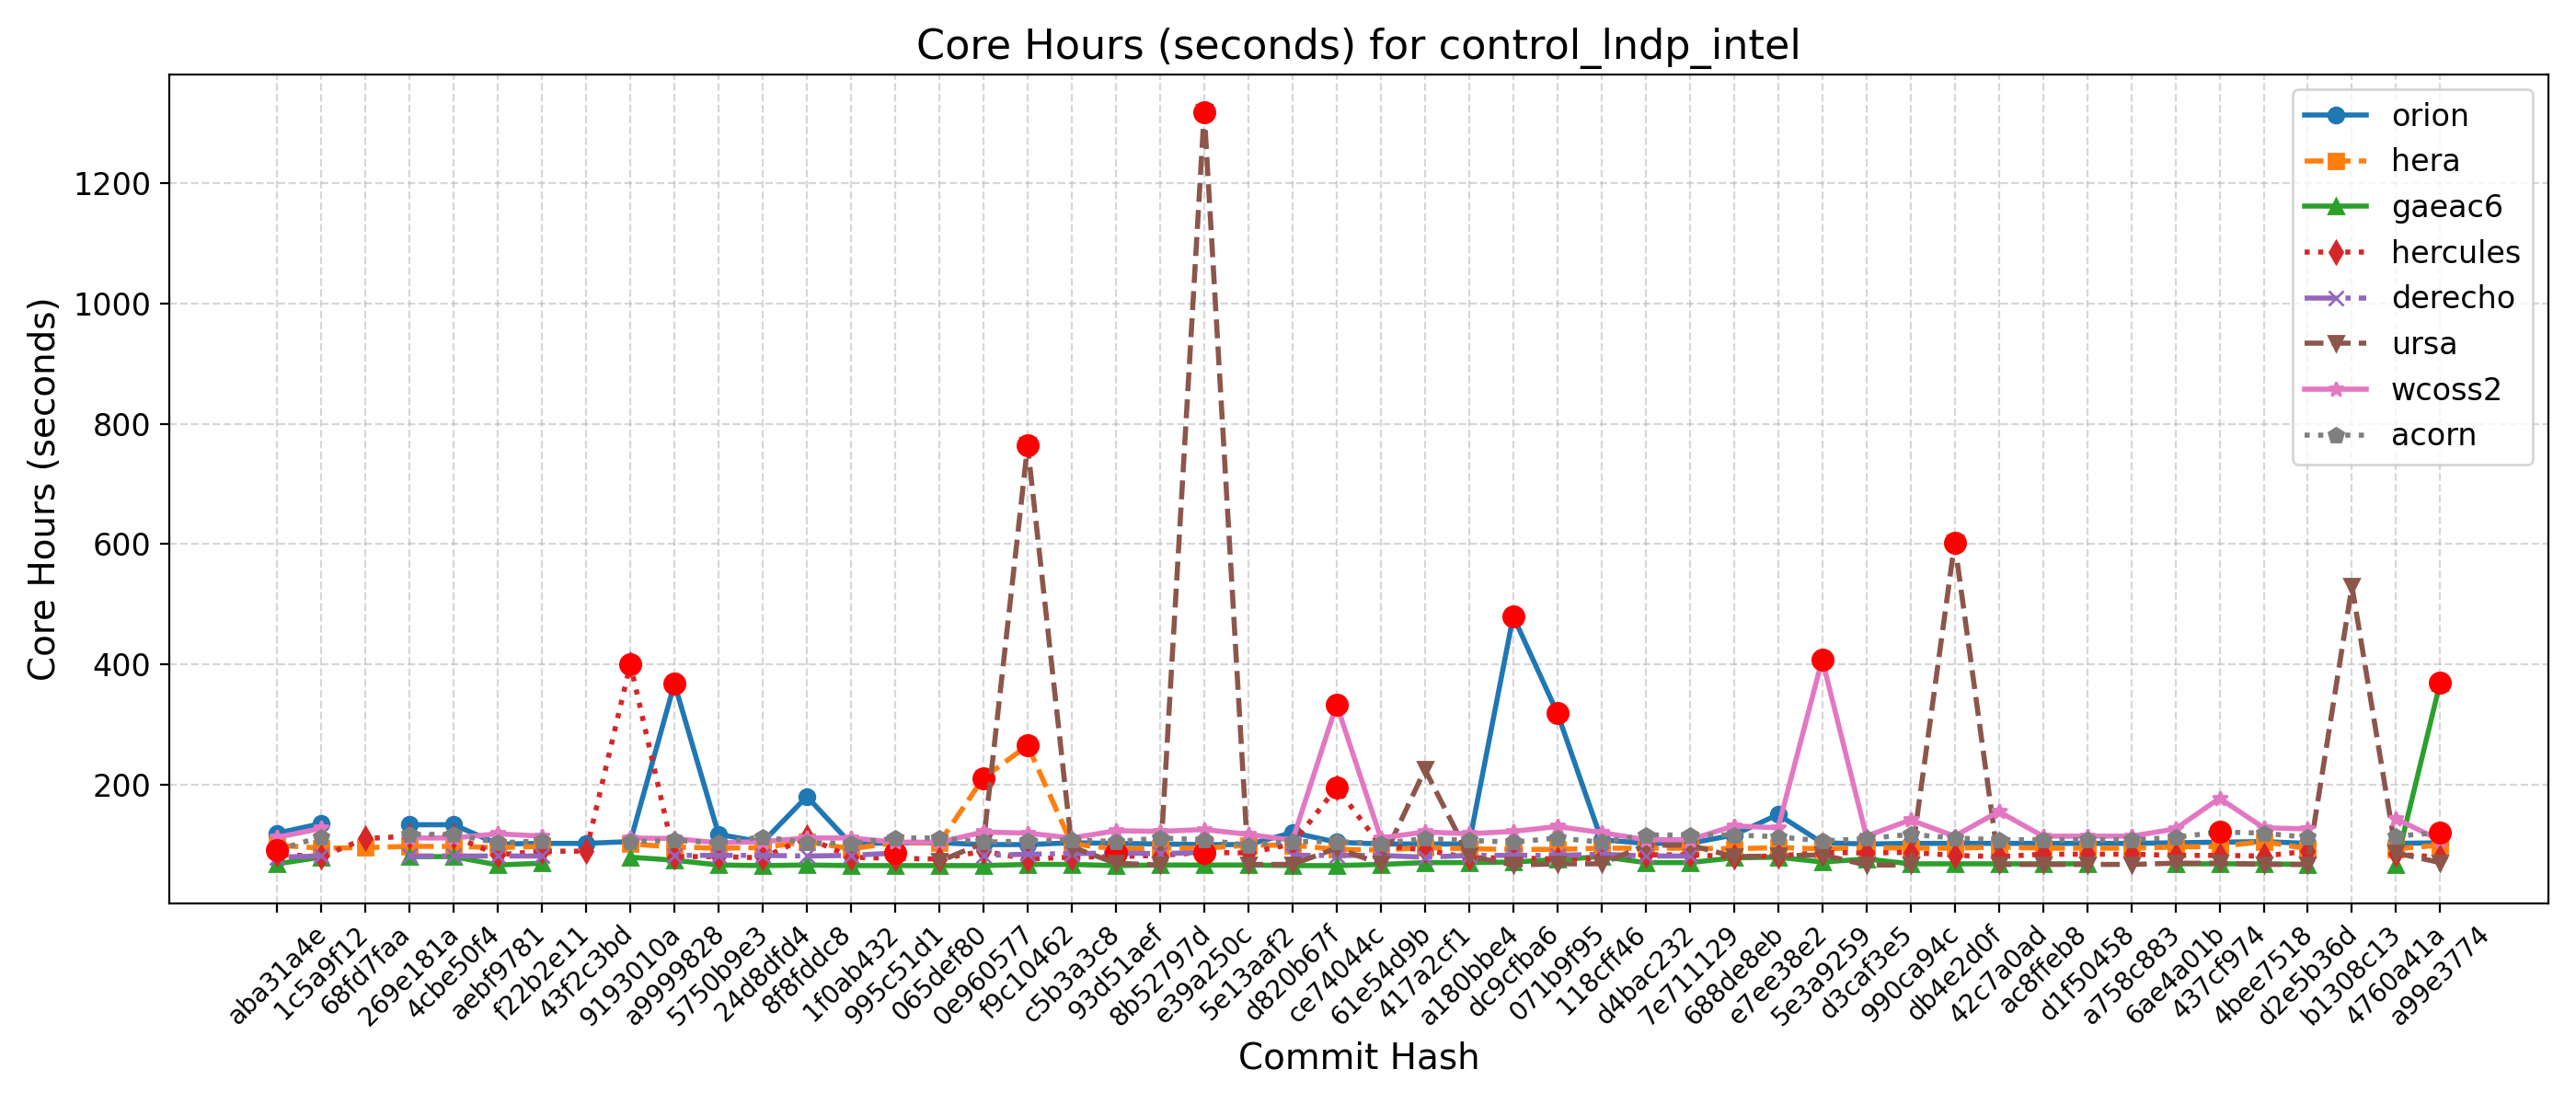 Core Hours (seconds) for control_lndp_intel
Core Hours (seconds)
1200
1000
800
600
400
200
orion
hera
gaeac6
hercules
derecho
ursa
wcoss2
acorn
aba31a4e
1c5a9f12
68fd7faa
269e181a
4cbe50f4
aebf9781
f22b2e11
43f2c3bd
9193010a
a9999828
5750b9e3
24d8dfd4
8f8fddc8
1f0ab432
995c51d1
065def80
0e960577
f9c10462
c5b3a3c8
93d51aef
8b52797d
e39a250c
5e13aaf2
d820b67f
ce74044c
61e54d9b
417a2cf1
a180bbe4
dc9cfba6
071b9f95
118cff46
d4bac232
7e711129
688de8eb
e7ee38e2
5e3a9259
d3caf3e5
990ca94c
db4e2d0f
42c7a0ad
ac8ffeb8
d1f50458
a758c883
6ae4a01b
437cf974
4bee7518
d2e5b36d
b1308c13
4760a41a
a99e3774
Commit Hash